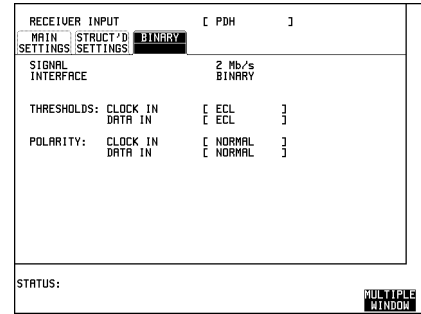 RECEIVER INPUT [ PDH ]
MAIN SETTINGS STRUCT'D SETTINGS BINARY
SIGNAL 2 Mb/s
INTERFACE BINARY
THRESHOLDS: CLOCK IN [ ECL ]
DATA IN [ ECL ]
POLARITY: CLOCK IN [ NORMAL ]
DATA IN [ NORMAL ]
STATUS:
MULTIPLE
WINDOW